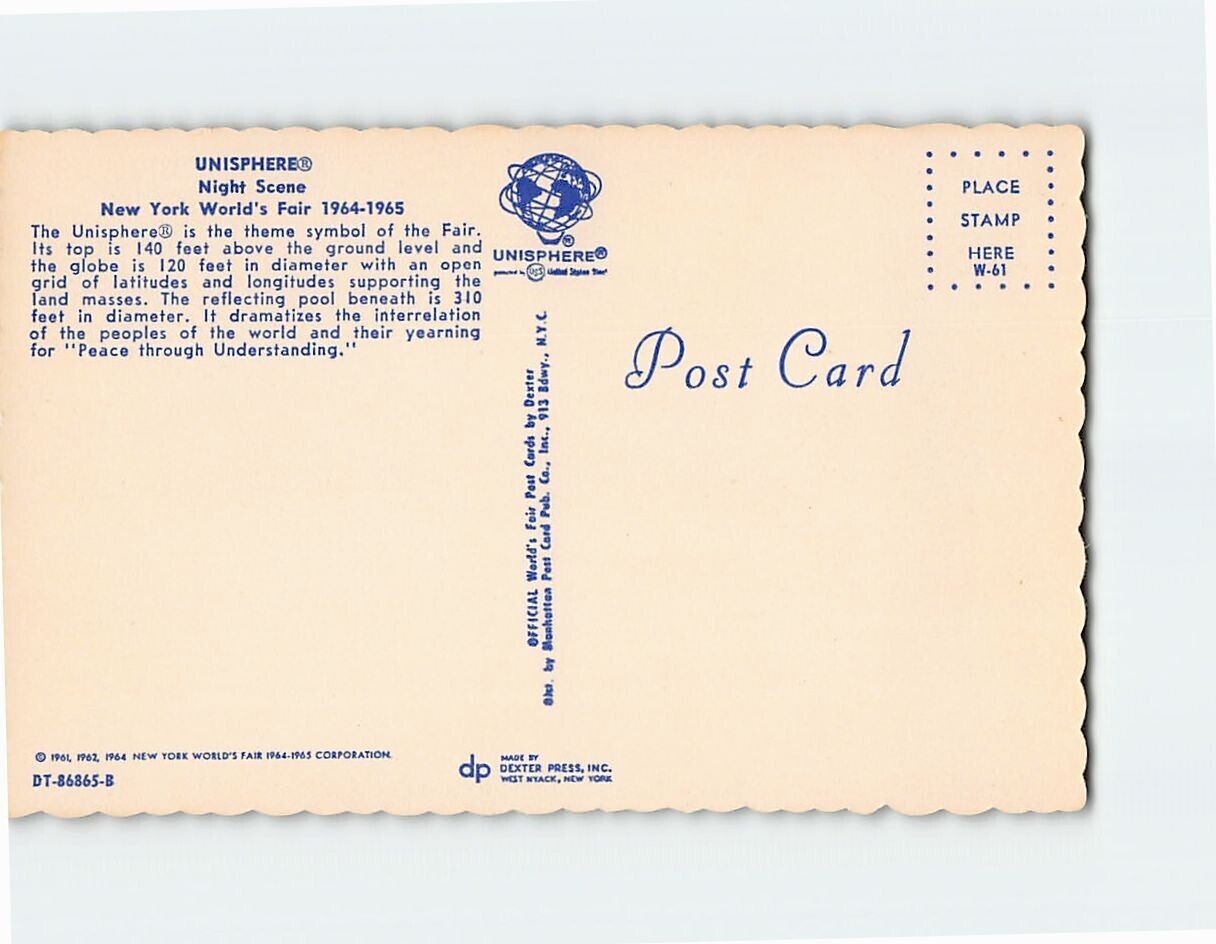 UNISPHERE®
Night Scene
New York World's Fair 1964-1965
The Unisphere® is the theme symbol of the Fair.
Its top is 140 feet above the ground level and
the globe is 120 feet in diameter with an open
grid of latitudes and longitudes supporting the
land masses. The reflecting pool beneath is 310
feet in diameter. It dramatizes the interrelation
of the peoples of the world and their yearning
for "Peace through Understanding."
®
UNISPHERE®
presented by USS United States Steel
PLACE
STAMP
HERE
W-61
Post Card
OFFICIAL World's Fair Post Cards by Dexter
Dist. by Manhattan Post Card Pub. Co., Inc., 913 Bdwy., N.Y.C.
© 1961, 1962, 1964 NEW YORK WORLD'S FAIR 1964-1965 CORPORATION.
DT-86865-B
dp
MADE BY
DEXTER PRESS, INC.
WEST NYACK, NEW YORK